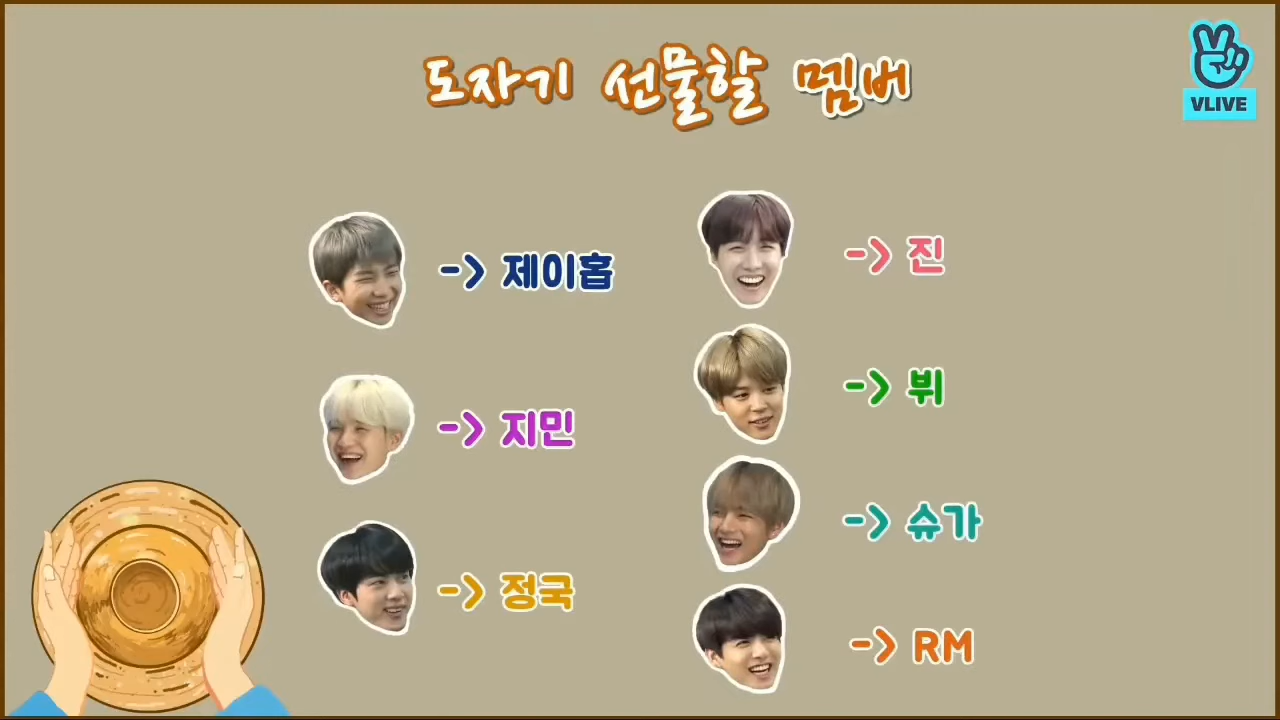 도자기 선물할 멤버
VLIVE
-> 제이홉
-> 지민
-> 정국
-> 진
-> 뷔
-> 슈가
-> RM